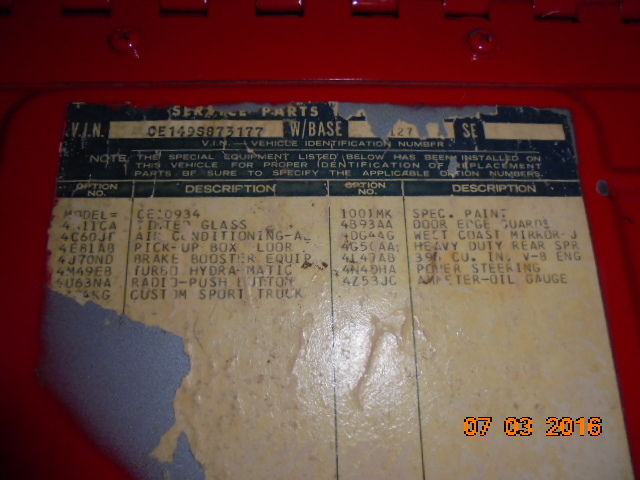 SERVICE PARTS
V.I.N. CE149S873177 W/BASE 127 SE
V.I.N. — VEHICLE IDENTIFICATION NUMBER
NOTE: THE SPECIAL EQUIPMENT LISTED BELOW HAS BEEN INSTALLED ON
THIS VEHICLE. FOR PROPER IDENTIFICATION OF REPLACEMENT
PARTS BE SURE TO SPECIFY THE APPLICABLE OPTION NUMBERS.
OPTION NO. DESCRIPTION OPTION NO. DESCRIPTION
MODEL= CE10934 1001MK SPEC. PAINT
TINTED GLASS 4B93AA DOOR EDGE GUARDS
4C60JF AIR CONDITIONING-A 4DG44G WEST COAST MIRROR-J
4E81AB PICK-UP BOX FLOOR 4G50AA HEAVY DUTY REAR SPR
4J70ND BRAKE BOOSTER EQUIP 4L47AB 396 CU. IN. V-8 ENG
4M49EB TURBO HYDRA-MATIC 4N40HA POWER STEERING
4U63NA RADIO-PUSH BUTTON 4Z53JC AMMETER-OIL GAUGE
CUSTOM SPORT TRUCK
07 03 2016